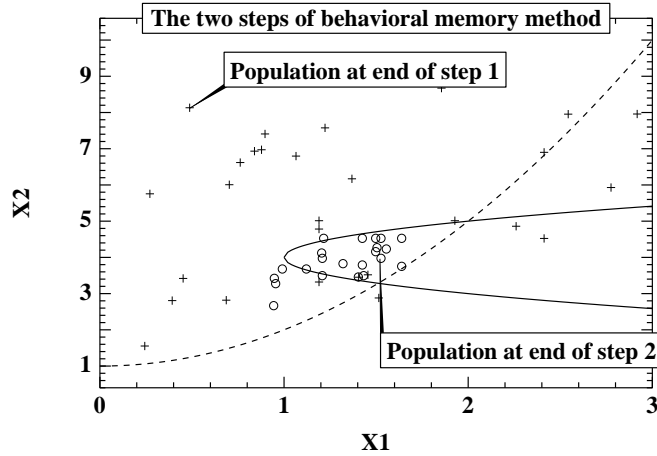 The two steps of behavioral memory method
Population at end of step 1
9
7
5
3
1
X2
Population at end of step 2
0
1
2
3
X1